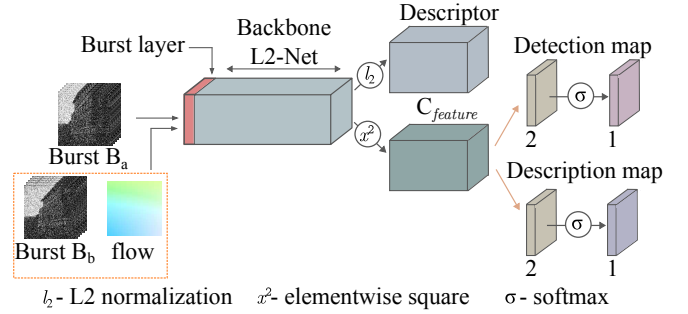 Descriptor
Burst layer
Backbone
L2-Net
Detection map
l₂
C_feature
σ
2
1
x²
Burst Bₐ
Description map
σ
2
1
Burst B_b
flow
l₂- L2 normalization
x²- elementwise square
σ- softmax